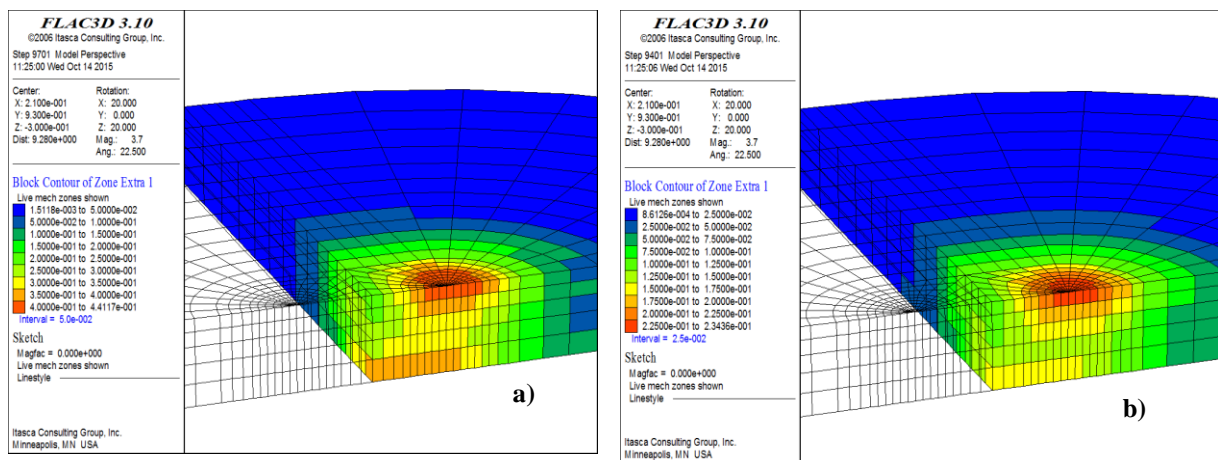 FLAC3D 3.10
©2006 Itasca Consulting Group, Inc.
Step 9701 Model Perspective
11:25:00 Wed Oct 14 2015
Center:
X: 2.100e-001
Y: 9.300e-001
Z: -3.000e-001
Dist: 9.280e+000
Rotation:
X: 20.000
Y: 0.000
Z: 20.000
Mag.: 3.7
Ang.: 22.500
Block Contour of Zone Extra 1
Live mech zones shown
1.5118e-003 to 5.0000e-002
5.0000e-002 to 1.0000e-001
1.0000e-001 to 1.5000e-001
1.5000e-001 to 2.0000e-001
2.0000e-001 to 2.5000e-001
2.5000e-001 to 3.0000e-001
3.0000e-001 to 3.5000e-001
3.5000e-001 to 4.0000e-001
4.0000e-001 to 4.4117e-001
Interval = 5.0e-002
Sketch
Magfac = 0.000e+000
Live mech zones shown
Linestyle
Itasca Consulting Group, Inc.
Minneapolis, MN USA
a)
FLAC3D 3.10
©2006 Itasca Consulting Group, Inc.
Step 9401 Model Perspective
11:25:06 Wed Oct 14 2015
Center:
X: 2.100e-001
Y: 9.300e-001
Z: -3.000e-001
Dist: 9.280e+000
Rotation:
X: 20.000
Y: 0.000
Z: 20.000
Mag.: 3.7
Ang.: 22.500
Block Contour of Zone Extra 1
Live mech zones shown
8.6126e-004 to 2.5000e-002
2.5000e-002 to 5.0000e-002
5.0000e-002 to 7.5000e-002
7.5000e-002 to 1.0000e-001
1.0000e-001 to 1.2500e-001
1.2500e-001 to 1.5000e-001
1.5000e-001 to 1.7500e-001
1.7500e-001 to 2.0000e-001
2.0000e-001 to 2.2500e-001
2.2500e-001 to 2.3436e-001
Interval = 2.5e-002
Sketch
Magfac = 0.000e+000
Live mech zones shown
Linestyle
Itasca Consulting Group, Inc.
Minneapolis, MN USA
b)